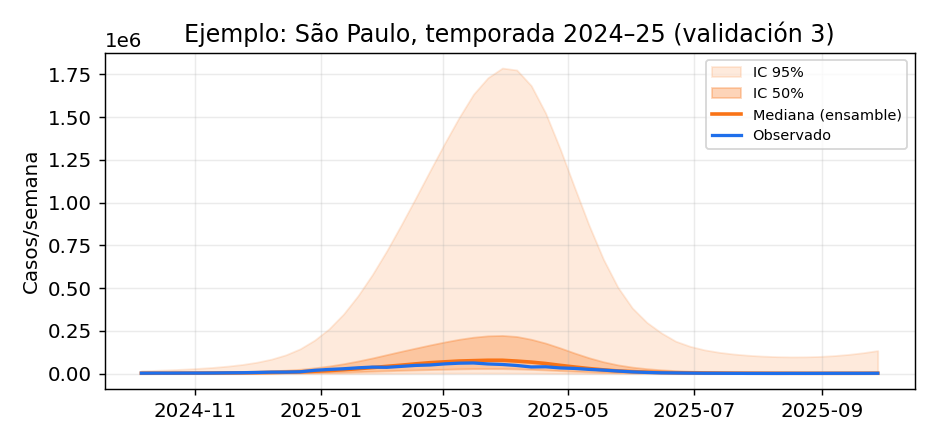 Ejemplo: São Paulo, temporada 2024–25 (validación 3)
1e6
Casos/semana
1.75
1.50
1.25
1.00
0.75
0.50
0.25
0.00
IC 95%
IC 50%
Mediana (ensamble)
Observado
2024-11
2025-01
2025-03
2025-05
2025-07
2025-09